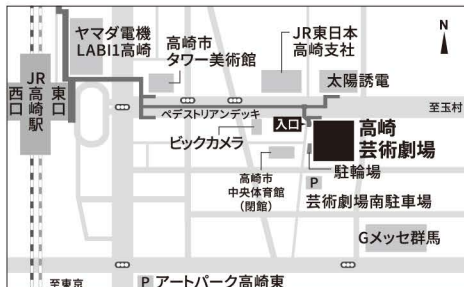 ヤマダ電機
LABI1高崎
高崎市
タワー美術館
JR東日本
高崎支社
太陽誘電
N
西口
JR高崎駅
東口
ペデストリアンデッキ
至玉村
入口
高崎
芸術劇場
ビックカメラ
高崎市
中央体育館
(閉館)
駐輪場
P
芸術劇場南駐車場
Gメッセ群馬
至東京
P アートパーク高崎東